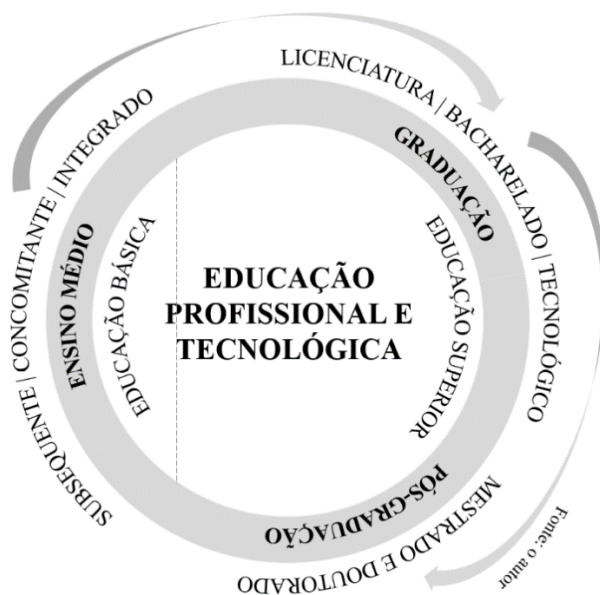 LICENCIATURA | BACHARELADO | TECNOLÓGICO
SUBSEQUENTE | CONCOMITANTE | INTEGRADO
GRADUAÇÃO
ENSINO MÉDIO
EDUCAÇÃO BÁSICA
EDUCAÇÃO
PROFISSIONAL E
TECNOLÓGICA
EDUCAÇÃO SUPERIOR
PÓS-GRADUAÇÃO
MESTRADO E DOUTORADO
Fonte: o autor